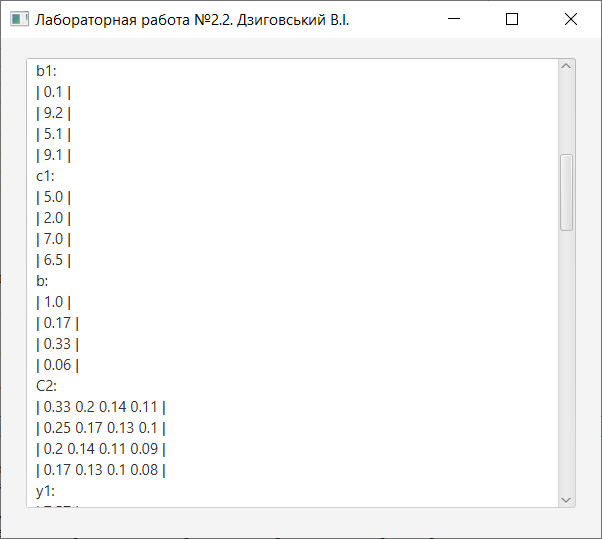 Лабораторная работа №2.2. Дзиговський В.І.
b1:
| 0.1 |
| 9.2 |
| 5.1 |
| 9.1 |
c1:
| 5.0 |
| 2.0 |
| 7.0 |
| 6.5 |
b:
| 1.0 |
| 0.17 |
| 0.33 |
| 0.06 |
C2:
| 0.33 0.2 0.14 0.11 |
| 0.25 0.17 0.13 0.1 |
| 0.2 0.14 0.11 0.09 |
| 0.17 0.13 0.1 0.08 |
y1: